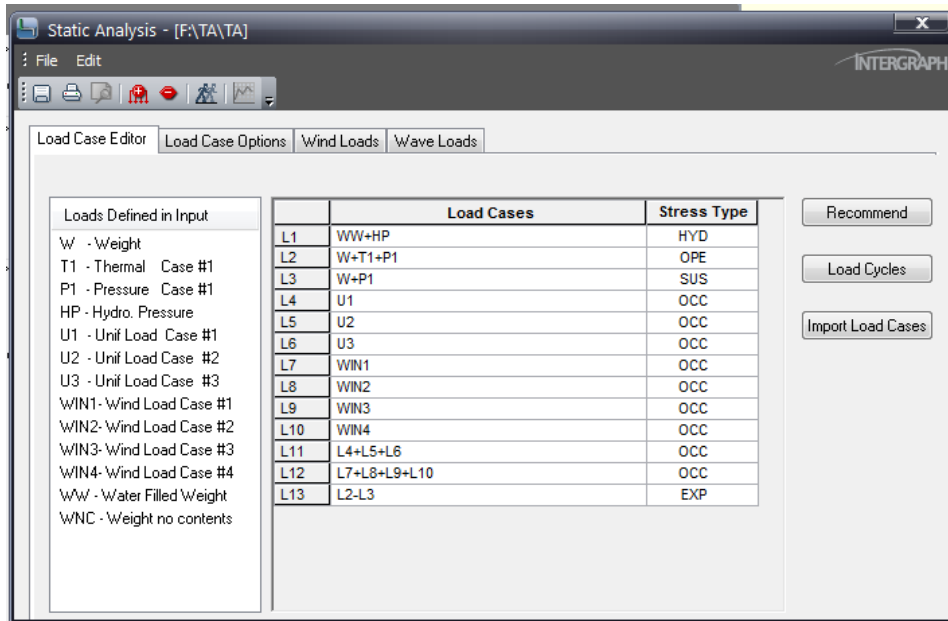 Static Analysis - [F:\TA\TA]
File Edit
INTERGRAPH
Load Case Editor Load Case Options Wind Loads Wave Loads
Loads Defined in Input
W - Weight
T1 - Thermal Case #1
P1 - Pressure Case #1
HP - Hydro. Pressure
U1 - Unif Load Case #1
U2 - Unif Load Case #2
U3 - Unif Load Case #3
WIN1- Wind Load Case #1
WIN2- Wind Load Case #2
WIN3- Wind Load Case #3
WIN4- Wind Load Case #4
WW - Water Filled Weight
WNC - Weight no contents
Load Cases Stress Type
L1 WW+HP HYD
L2 W+T1+P1 OPE
L3 W+P1 SUS
L4 U1 OCC
L5 U2 OCC
L6 U3 OCC
L7 WIN1 OCC
L8 WIN2 OCC
L9 WIN3 OCC
L10 WIN4 OCC
L11 L4+L5+L6 OCC
L12 L7+L8+L9+L10 OCC
L13 L2-L3 EXP
Recommend
Load Cycles
Import Load Cases